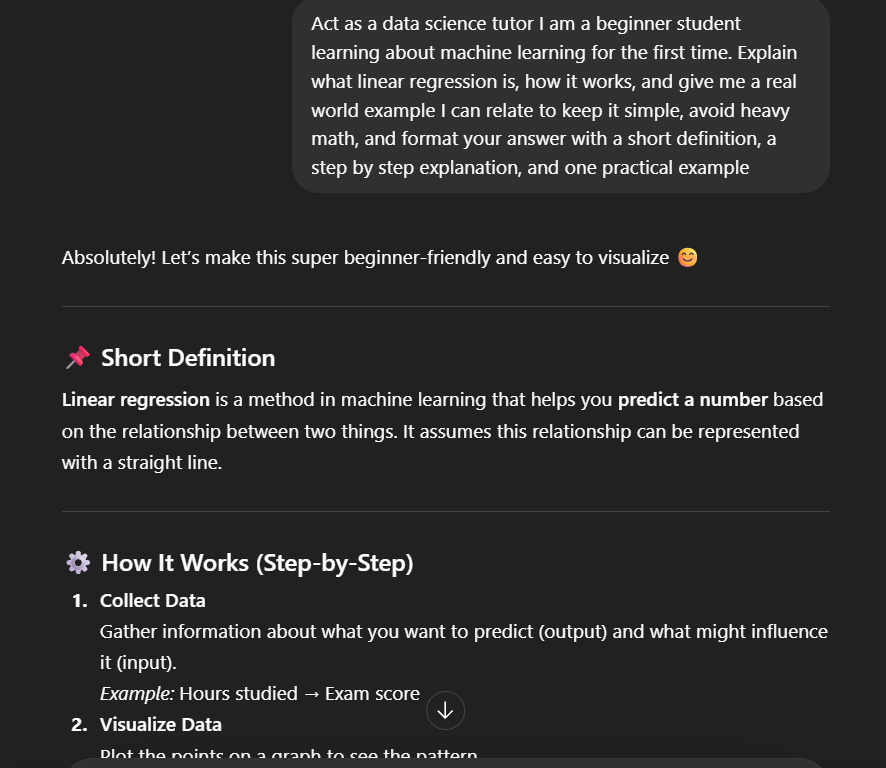 Act as a data science tutor I am a beginner student
learning about machine learning for the first time. Explain
what linear regression is, how it works, and give me a real
world example I can relate to keep it simple, avoid heavy
math, and format your answer with a short definition, a
step by step explanation, and one practical example
Absolutely! Let’s make this super beginner-friendly and easy to visualize 😊
📌 Short Definition
Linear regression is a method in machine learning that helps you predict a number based
on the relationship between two things. It assumes this relationship can be represented
with a straight line.
⚙️ How It Works (Step-by-Step)
1. Collect Data
Gather information about what you want to predict (output) and what might influence
it (input).
Example: Hours studied → Exam score
2. Visualize Data
Plot the points on a graph to see the pattern